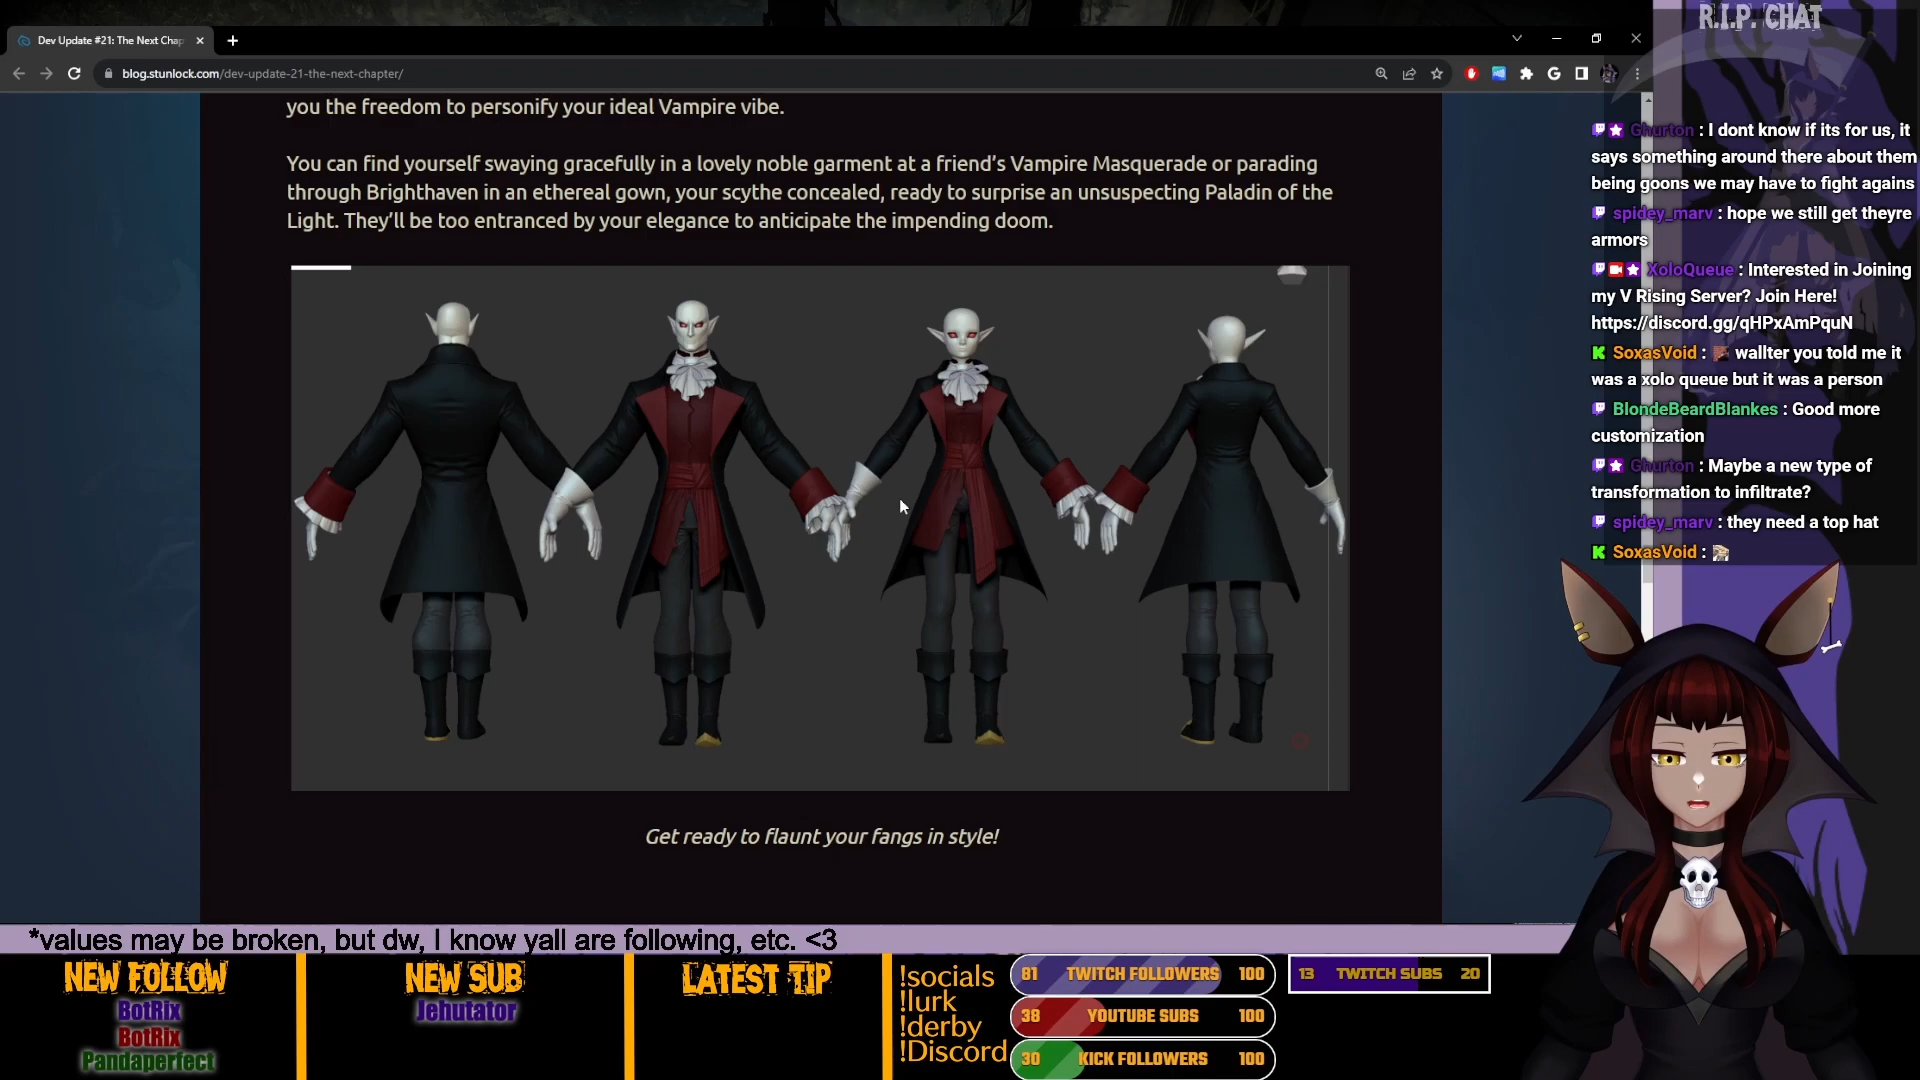 R.I.P. CHAT
Dev Update #21: The Next Chap
blog.stunlock.com/dev-update-21-the-next-chapter/
you the freedom to personify your ideal Vampire vibe.
You can find yourself swaying gracefully in a lovely noble garment at a friend's Vampire Masquerade or parading
through Brighthaven in an ethereal gown, your scythe concealed, ready to surprise an unsuspecting Paladin of the
Light. They'll be too entranced by your elegance to anticipate the impending doom.
Get ready to flaunt your fangs in style!
Ghurton : I dont know if its for us, it
says something around there about them
being goons we may have to fight agains
spidey_marv : hope we still get theyre
armors
XoloQueue : Interested in Joining
my V Rising Server? Join Here!
https://discord.gg/qHPxAmPquN
SoxasVoid : wallter you told me it
was a xolo queue but it was a person
BlondeBeardBlankes : Good more
customization
Ghurton : Maybe a new type of
transformation to infiltrate?
spidey_marv : they need a top hat
SoxasVoid :
*values may be broken, but dw, I know yall are following, etc. <3
NEW FOLLOW
BotRix
BotRix
Pandaperfect
NEW SUB
Jehutator
LATEST TIP
!socials
!lurk
!derby
!Discord
81 TWITCH FOLLOWERS 100
38 YOUTUBE SUBS 100
30 KICK FOLLOWERS 100
13 TWITCH SUBS 20